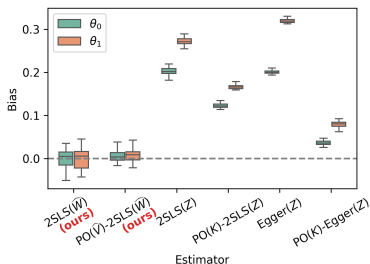 θ₀
θ₁
0.3
0.2
0.1
0.0
Bias
2SLS(Ŵ)
(ours)
PO(V̂)-2SLS(Ŵ)
(ours)
2SLS(Z)
PO(K)-2SLS(Z)
Egger(Z)
PO(K)-Egger(Z)
Estimator